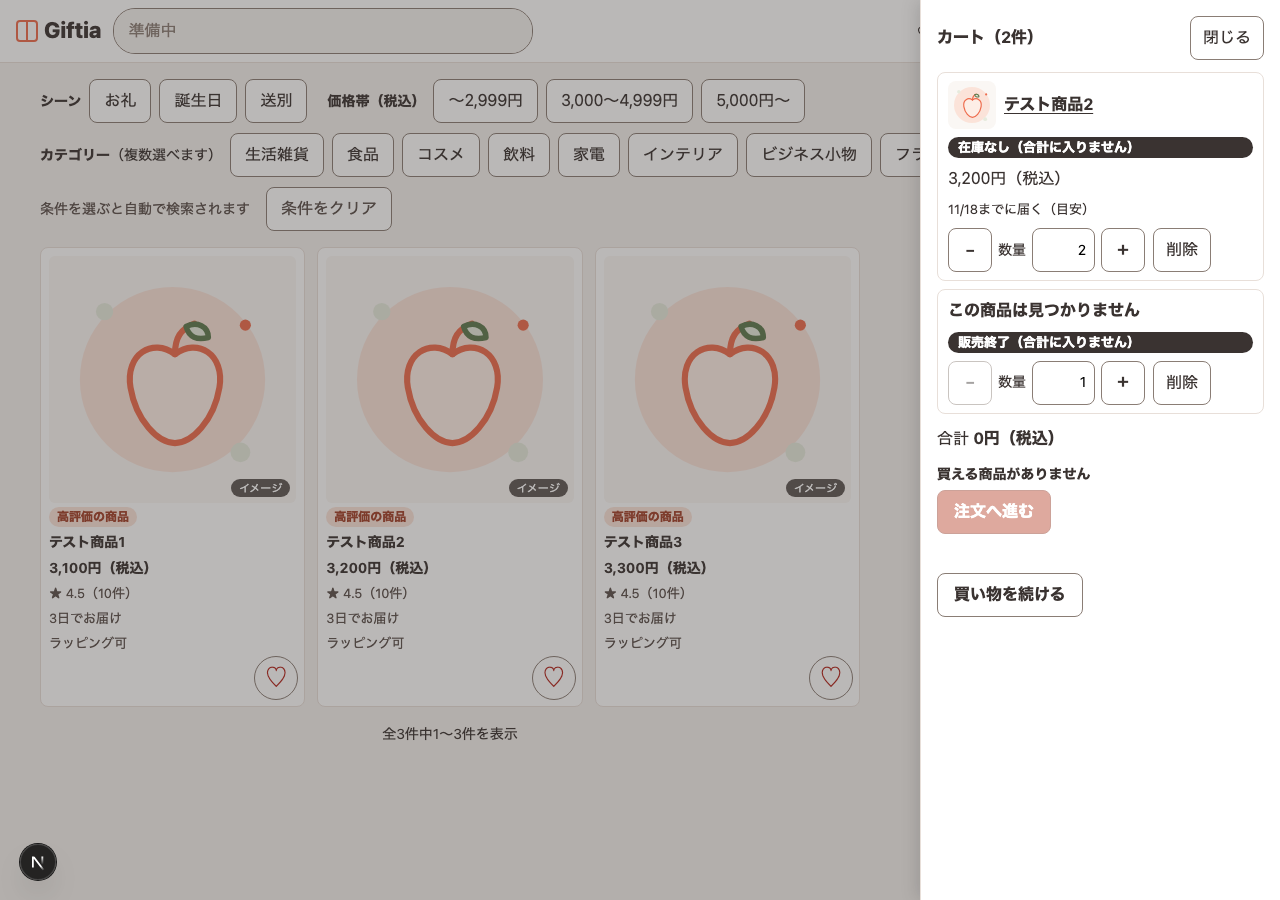 Giftia
準備中
シーン お礼 誕生日 送別 価格帯（税込） 〜2,999円 3,000〜4,999円 5,000円〜
カテゴリー（複数選べます） 生活雑貨 食品 コスメ 飲料 家電 インテリア ビジネス小物 フラ
条件を選ぶと自動で検索されます 条件をクリア
イメージ
高評価の商品
テスト商品1
3,100円（税込）
★ 4.5（10件）
3日でお届け
ラッピング可
イメージ
高評価の商品
テスト商品2
3,200円（税込）
★ 4.5（10件）
3日でお届け
ラッピング可
イメージ
高評価の商品
テスト商品3
3,300円（税込）
★ 4.5（10件）
3日でお届け
ラッピング可
全3件中1〜3件を表示
N
カート（2件） 閉じる
テスト商品2
在庫なし（合計に入りません）
3,200円（税込）
11/18までに届く（目安）
- 数量 2 + 削除
この商品は見つかりません
販売終了（合計に入りません）
- 数量 1 + 削除
合計 0円（税込）
買える商品がありません
注文へ進む
買い物を続ける